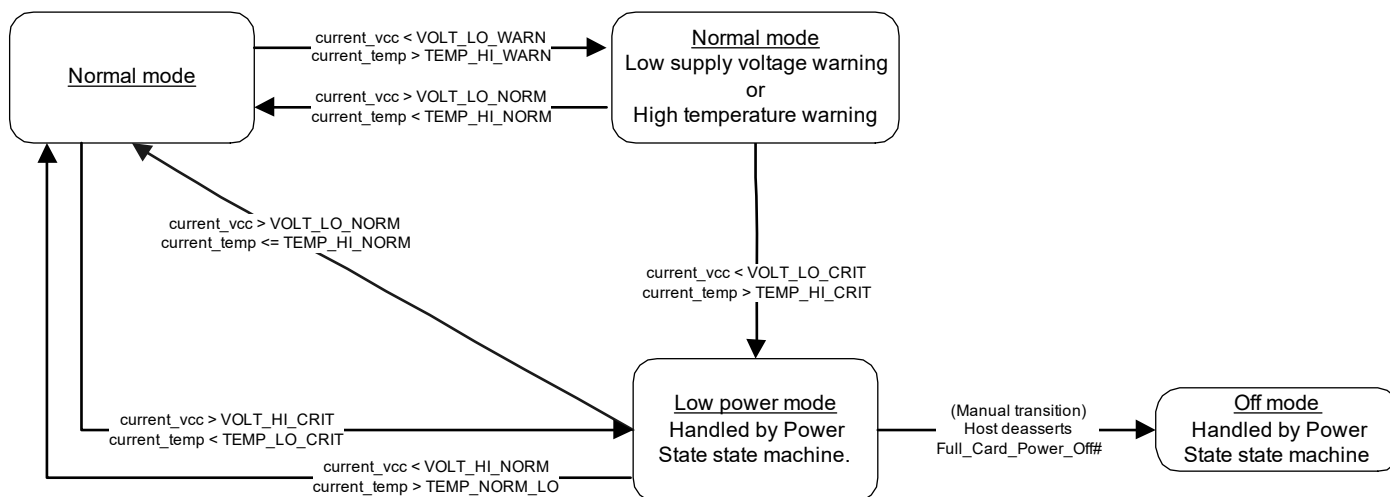 Normal mode
current_vcc < VOLT_LO_WARN
current_temp > TEMP_HI_WARN
current_vcc > VOLT_LO_NORM
current_temp < TEMP_HI_NORM
Normal mode
Low supply voltage warning
or
High temperature warning
current_vcc > VOLT_LO_NORM
current_temp <= TEMP_HI_NORM
current_vcc < VOLT_LO_CRIT
current_temp > TEMP_HI_CRIT
current_vcc > VOLT_HI_CRIT
current_temp < TEMP_LO_CRIT
current_vcc < VOLT_HI_NORM
current_temp > TEMP_NORM_LO
Low power mode
Handled by Power
State state machine.
(Manual transition)
Host deasserts
Full_Card_Power_Off#
Off mode
Handled by Power
State state machine